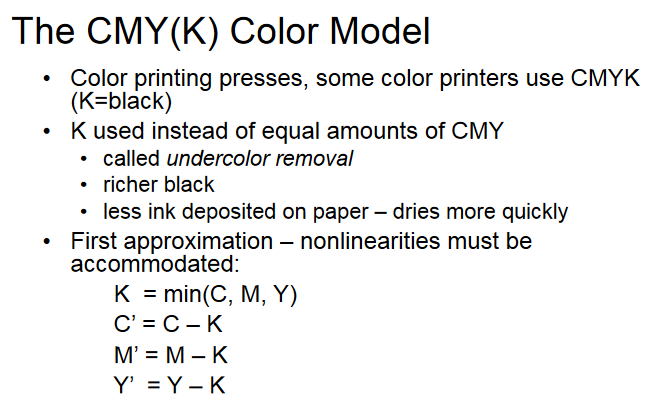 The CMY(K) Color Model
• Color printing presses, some color printers use CMYK
(K=black)
• K used instead of equal amounts of CMY
• called undercolor removal
• richer black
• less ink deposited on paper – dries more quickly
• First approximation – nonlinearities must be
accommodated:
K = min(C, M, Y)
C’ = C – K
M’ = M – K
Y’ = Y – K